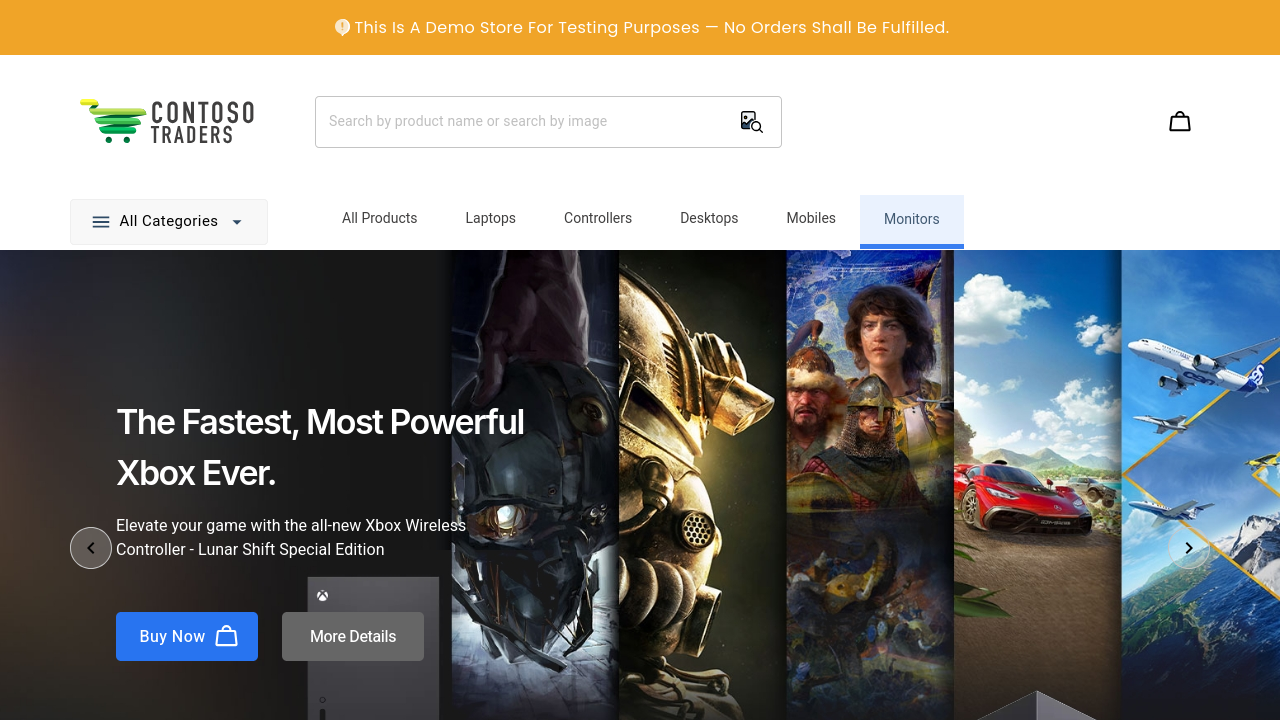 This Is A Demo Store For Testing Purposes — No Orders Shall Be Fulfilled.
CONTOSO
TRADERS
Search by product name or search by image
All Categories
All Products
Laptops
Controllers
Desktops
Mobiles
Monitors
The Fastest, Most Powerful
Xbox Ever.
Elevate your game with the all-new Xbox Wireless
Controller - Lunar Shift Special Edition
Buy Now
More Details